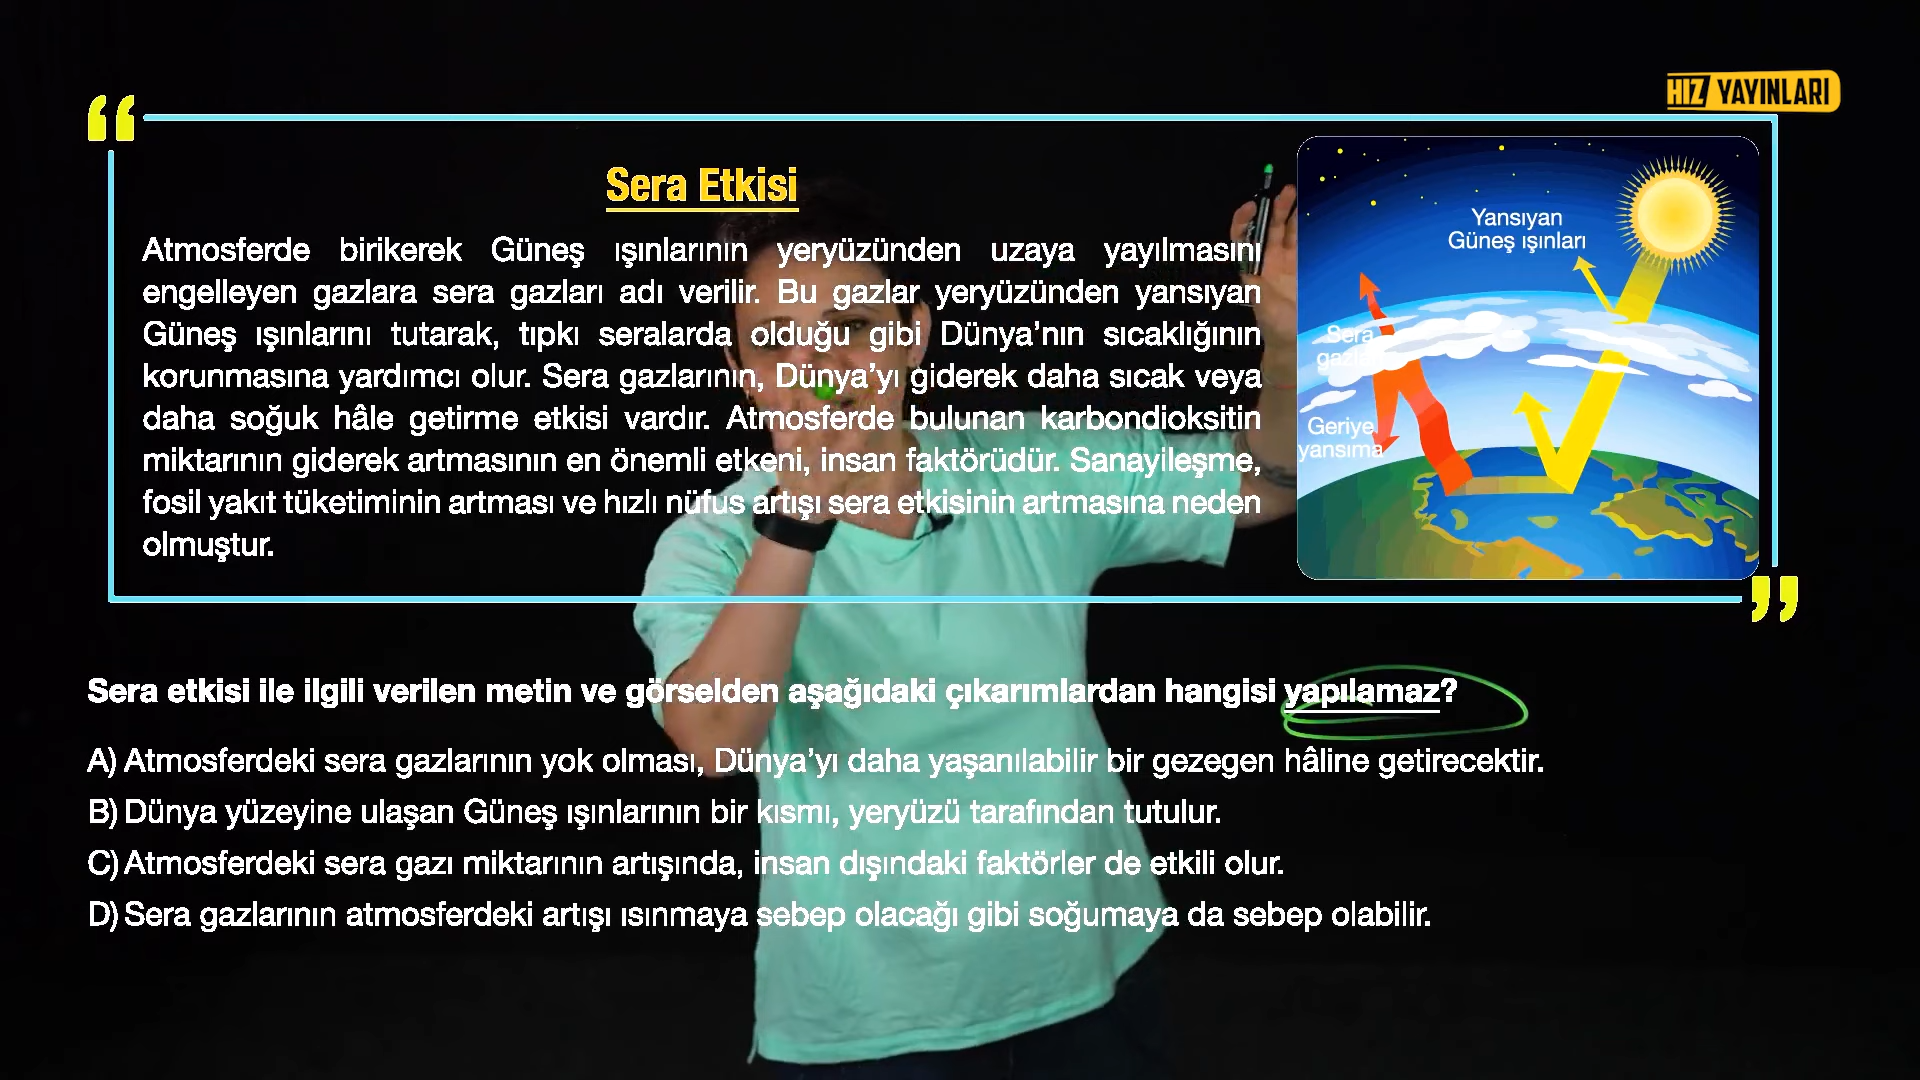 HIZ YAYINLARI
Sera Etkisi
Atmosferde birikerek Güneş ışınlarının yeryüzünden uzaya yayılmasını
engelleyen gazlara sera gazları adı verilir. Bu gazlar yeryüzünden yansıyan
Güneş ışınlarını tutarak, tıpkı seralarda olduğu gibi Dünya'nın sıcaklığının
korunmasına yardımcı olur. Sera gazlarının, Dünya'yı giderek daha sıcak veya
daha soğuk hâle getirme etkisi vardır. Atmosferde bulunan karbondioksitin
miktarının giderek artmasının en önemli etkeni, insan faktörüdür. Sanayileşme,
fosil yakıt tüketiminin artması ve hızlı nüfus artışı sera etkisinin artmasına neden
olmuştur.
Yansıyan
Güneş ışınları
Sera
gazları
Geriye
yansıma
Sera etkisi ile ilgili verilen metin ve görselden aşağıdaki çıkarımlardan hangisi yapılamaz?
A) Atmosferdeki sera gazlarının yok olması, Dünya'yı daha yaşanılabilir bir gezegen hâline getirecektir.
B) Dünya yüzeyine ulaşan Güneş ışınlarının bir kısmı, yeryüzü tarafından tutulur.
C) Atmosferdeki sera gazı miktarının artışında, insan dışındaki faktörler de etkili olur.
D) Sera gazlarının atmosferdeki artışı ısınmaya sebep olacağı gibi soğumaya da sebep olabilir.